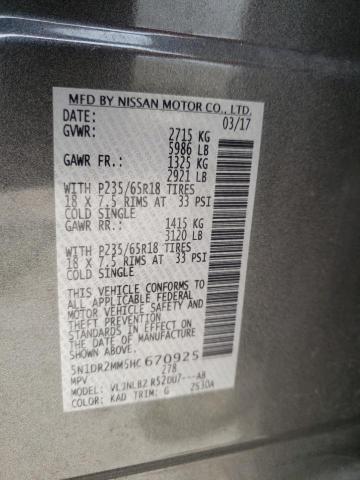 MFD BY NISSAN MOTOR CO., LTD.
DATE: 03/17
GVWR: 2715 KG
5986 LB
GAWR FR.: 1325 KG
2921 LB
WITH P235/65R18 TIRES
18 X 7.5 RIMS AT 33 PSI
COLD SINGLE
GAWR RR.: 1415 KG
3120 LB
WITH P235/65R18 TIRES
18 X 7.5 RIMS AT 33 PSI
COLD SINGLE
THIS VEHICLE CONFORMS TO
ALL APPLICABLE FEDERAL
MOTOR VEHICLE SAFETY AND
THEFT PREVENTION
STANDARDS IN EFFECT ON
THE DATE OF MANUFACTURE
SHOWN ABOVE.
5N1DR2MM5HC670925
MPV 278
MODEL: VLJNLBZ R52DU7---AB
COLOR: KAD TRIM: G 2530A